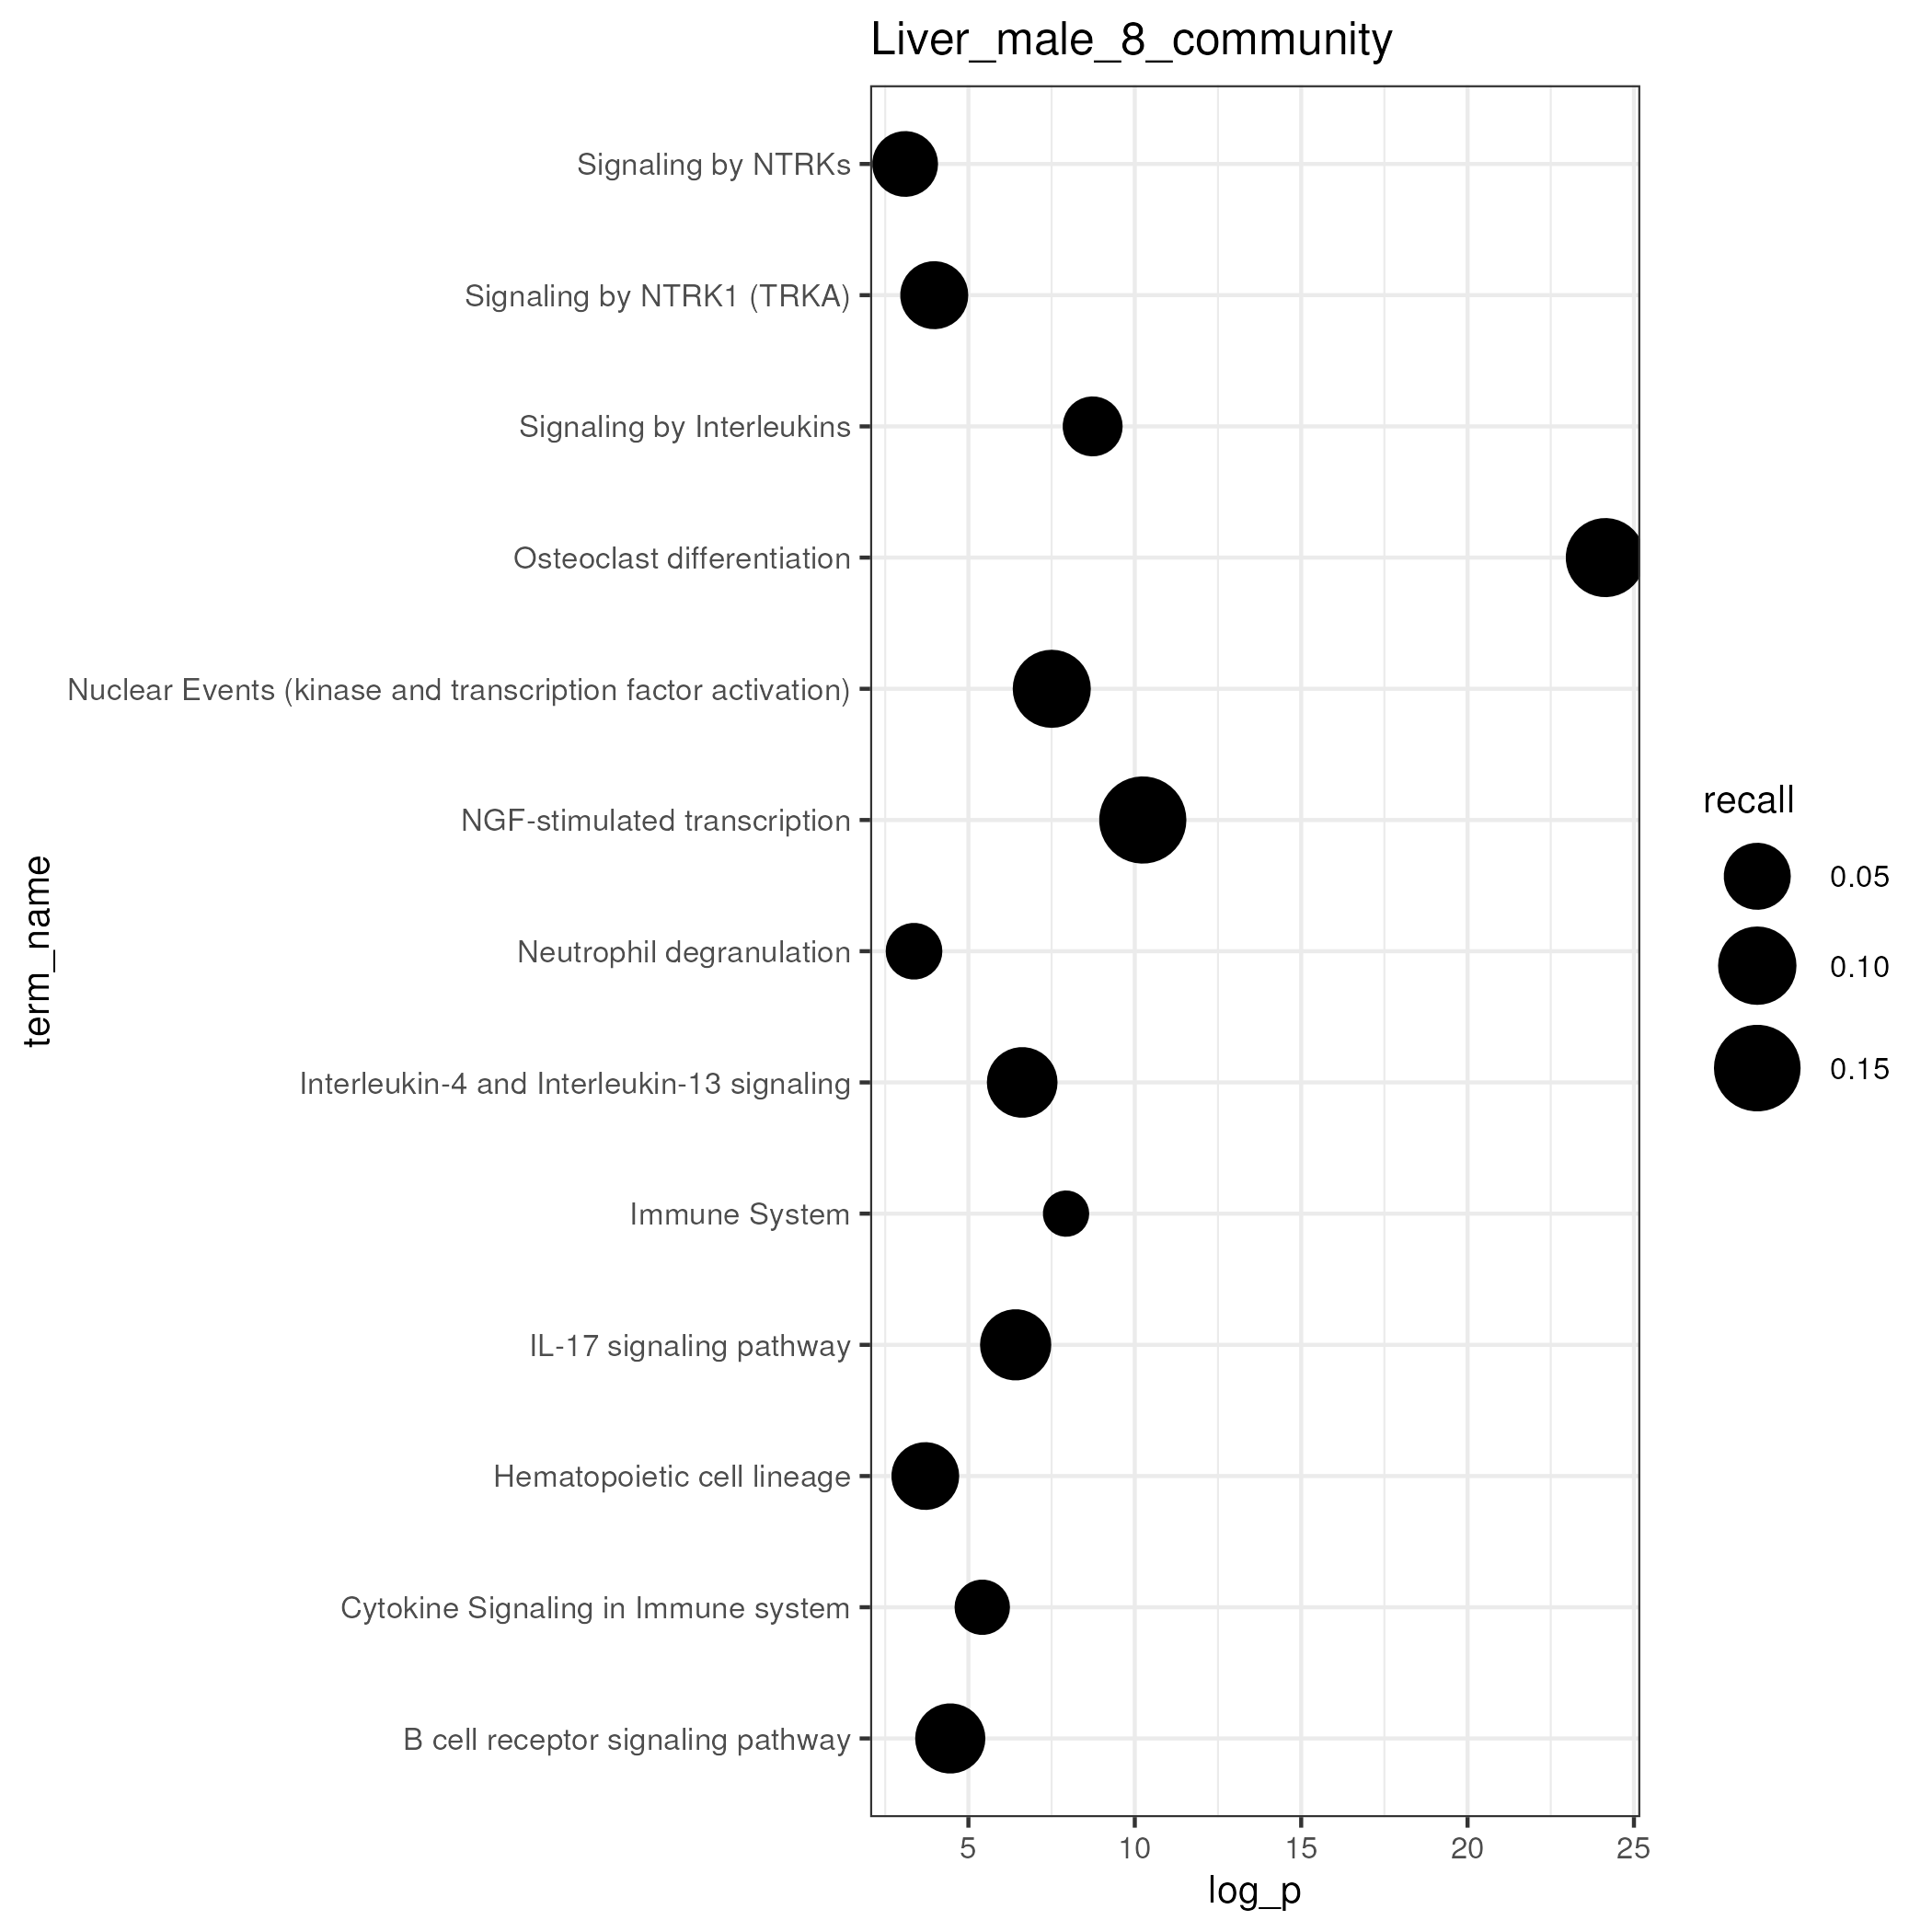 Liver_male_8_community
Signaling by NTRKs
Signaling by NTRK1 (TRKA)
Signaling by Interleukins
Osteoclast differentiation
Nuclear Events (kinase and transcription factor activation)
NGF-stimulated transcription
Neutrophil degranulation
Interleukin-4 and Interleukin-13 signaling
Immune System
IL-17 signaling pathway
Hematopoietic cell lineage
Cytokine Signaling in Immune system
B cell receptor signaling pathway
term_name
5 10 15 20 25
log_p
recall
0.05
0.10
0.15